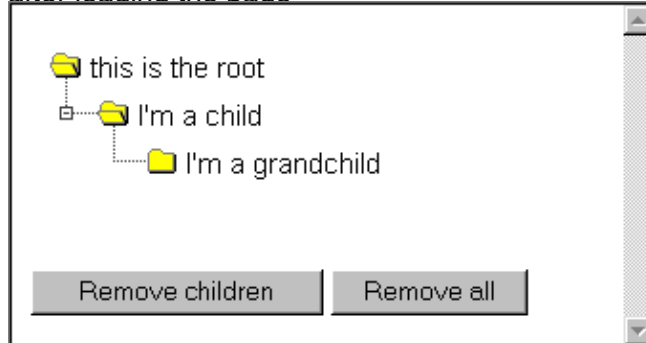 this is the root
I'm a child
I'm a grandchild
Remove children Remove all